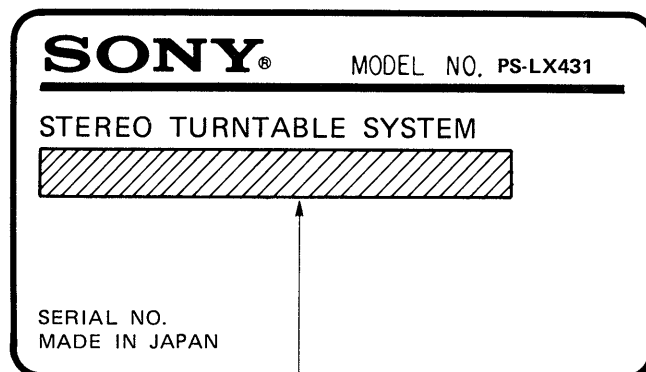 SONY® MODEL NO. PS-LX431
STEREO TURNTABLE SYSTEM
SERIAL NO.
MADE IN JAPAN